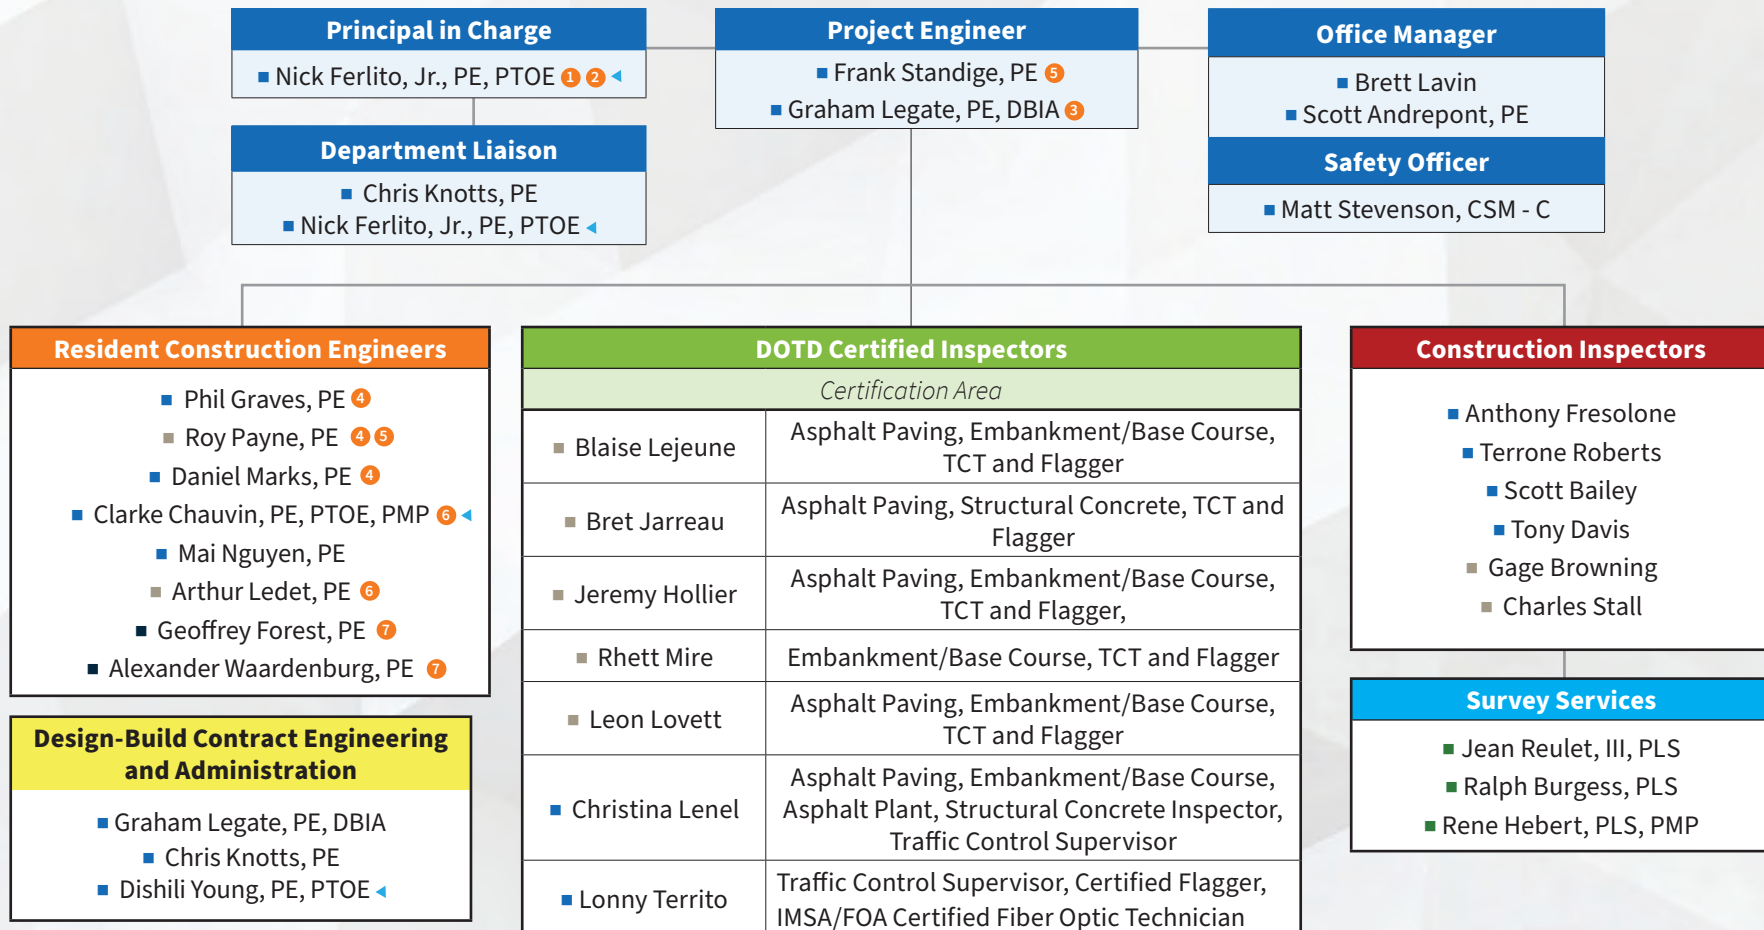 Principal in Charge
Nick Ferlito, Jr., PE, PTOE 1 2
Department Liaison
Chris Knotts, PE
Nick Ferlito, Jr., PE, PTOE
Project Engineer
Frank Standige, PE 5
Graham Legate, PE, DBIA 3
Office Manager
Brett Lavin
Scott Andrepont, PE
Safety Officer
Matt Stevenson, CSM - C
Resident Construction Engineers
Phil Graves, PE 4
Roy Payne, PE 4 5
Daniel Marks, PE 4
Clarke Chauvin, PE, PTOE, PMP 6
Mai Nguyen, PE
Arthur Ledet, PE 6
Geoffrey Forest, PE 7
Alexander Waardenburg, PE 7
Design-Build Contract Engineering
and Administration
Graham Legate, PE, DBIA
Chris Knotts, PE
Dishili Young, PE, PTOE
DOTD Certified Inspectors
Certification Area
Blaise Lejeune
Asphalt Paving, Embankment/Base Course,
TCT and Flagger
Bret Jarreau
Asphalt Paving, Structural Concrete, TCT and
Flagger
Jeremy Hollier
Asphalt Paving, Embankment/Base Course,
TCT and Flagger,
Rhett Mire
Embankment/Base Course, TCT and Flagger
Leon Lovett
Asphalt Paving, Embankment/Base Course,
TCT and Flagger
Christina Lenel
Asphalt Paving, Embankment/Base Course,
Asphalt Plant, Structural Concrete Inspector,
Traffic Control Supervisor
Lonny Territo
Traffic Control Supervisor, Certified Flagger,
IMSA/FOA Certified Fiber Optic Technician
Construction Inspectors
Anthony Fresolone
Terrone Roberts
Scott Bailey
Tony Davis
Gage Browning
Charles Stall
Survey Services
Jean Reulet, III, PLS
Ralph Burgess, PLS
Rene Hebert, PLS, PMP